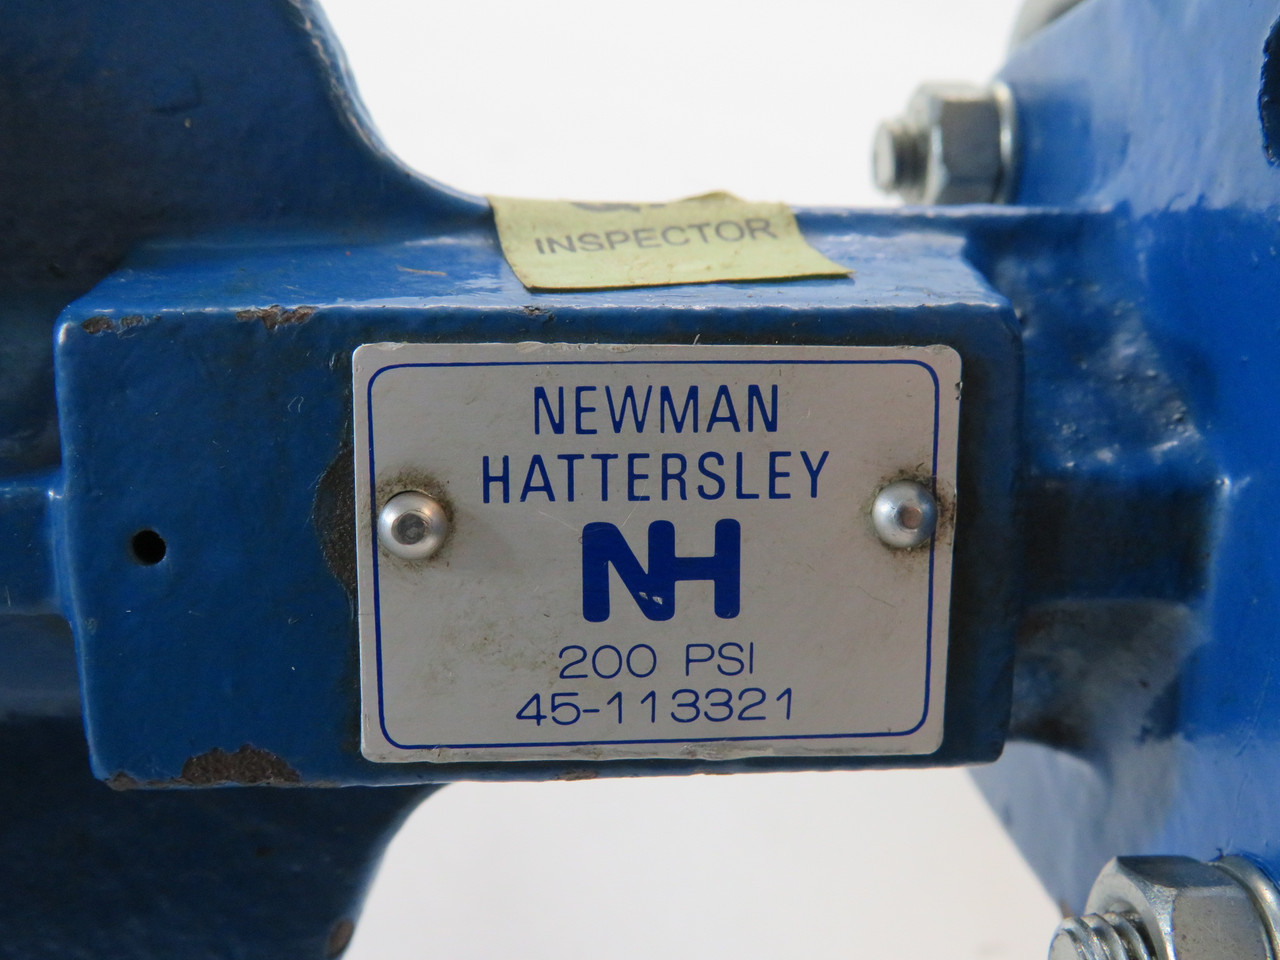 INSPECTOR
NEWMAN
HATTERSLEY
NH
200 PSI
45-113321